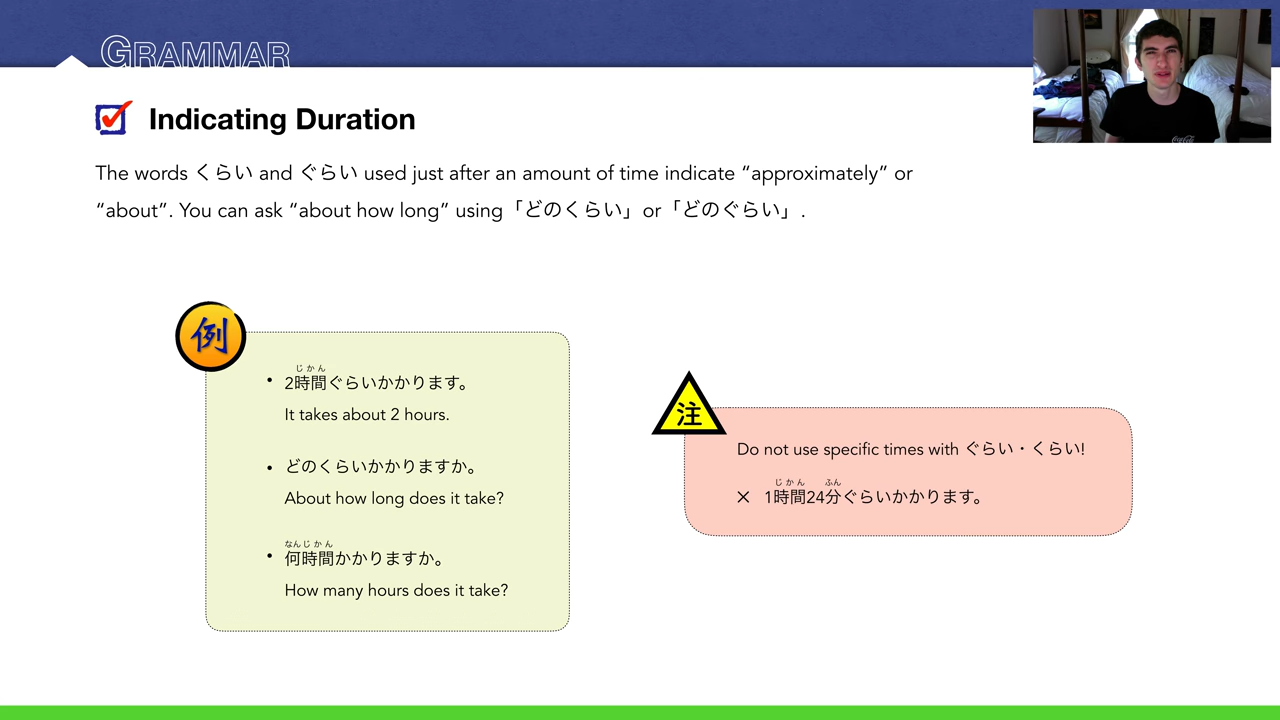 GRAMMAR
Indicating Duration
The words くらい and ぐらい used just after an amount of time indicate “approximately” or
“about”. You can ask “about how long” using「どのくらい」or「どのぐらい」.
例
じかん
2時間ぐらいかかります。
It takes about 2 hours.
どのくらいかかりますか。
About how long does it take?
なんじかん
何時間かかりますか。
How many hours does it take?
注
Do not use specific times with ぐらい・くらい!
じかん ふん
× 1時間24分ぐらいかかります。
Coca-Cola